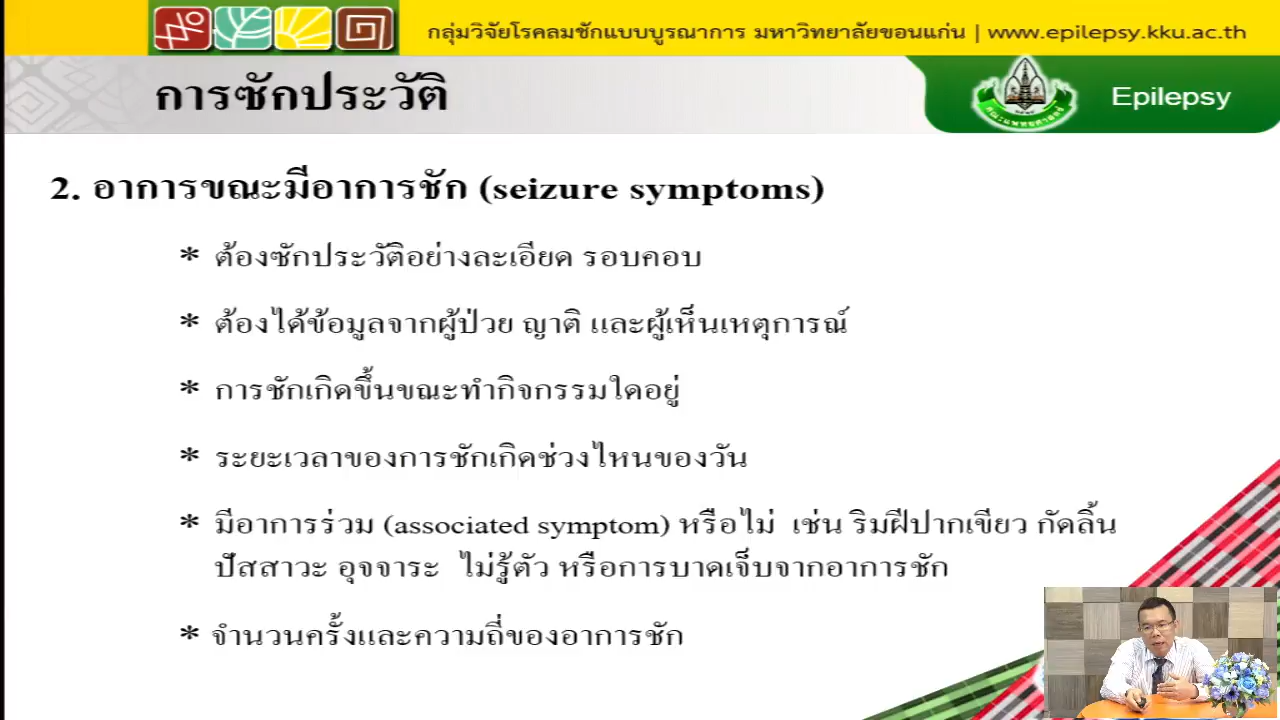 กลุ่มวิจัยโรคลมชักแบบบูรณาการ มหาวิทยาลัยขอนแก่น | www.epilepsy.kku.ac.th
การซักประวัติ
Epilepsy
คณะแพทยศาสตร์
2. อาการขณะมีอาการชัก (seizure symptoms)
* ต้องซักประวัติอย่างละเอียด รอบคอบ
* ต้องได้ข้อมูลจากผู้ป่วย ญาติ และผู้เห็นเหตุการณ์
* การชักเกิดขึ้นขณะทำกิจกรรมใดอยู่
* ระยะเวลาของการชักเกิดช่วงไหนของวัน
* มีอาการร่วม (associated symptom) หรือไม่ เช่น ริมฝีปากเขียว กัดลิ้น
ปัสสาวะ อุจจาระ ไม่รู้ตัว หรือการบาดเจ็บจากอาการชัก
* จำนวนครั้งและความถี่ของอาการชัก